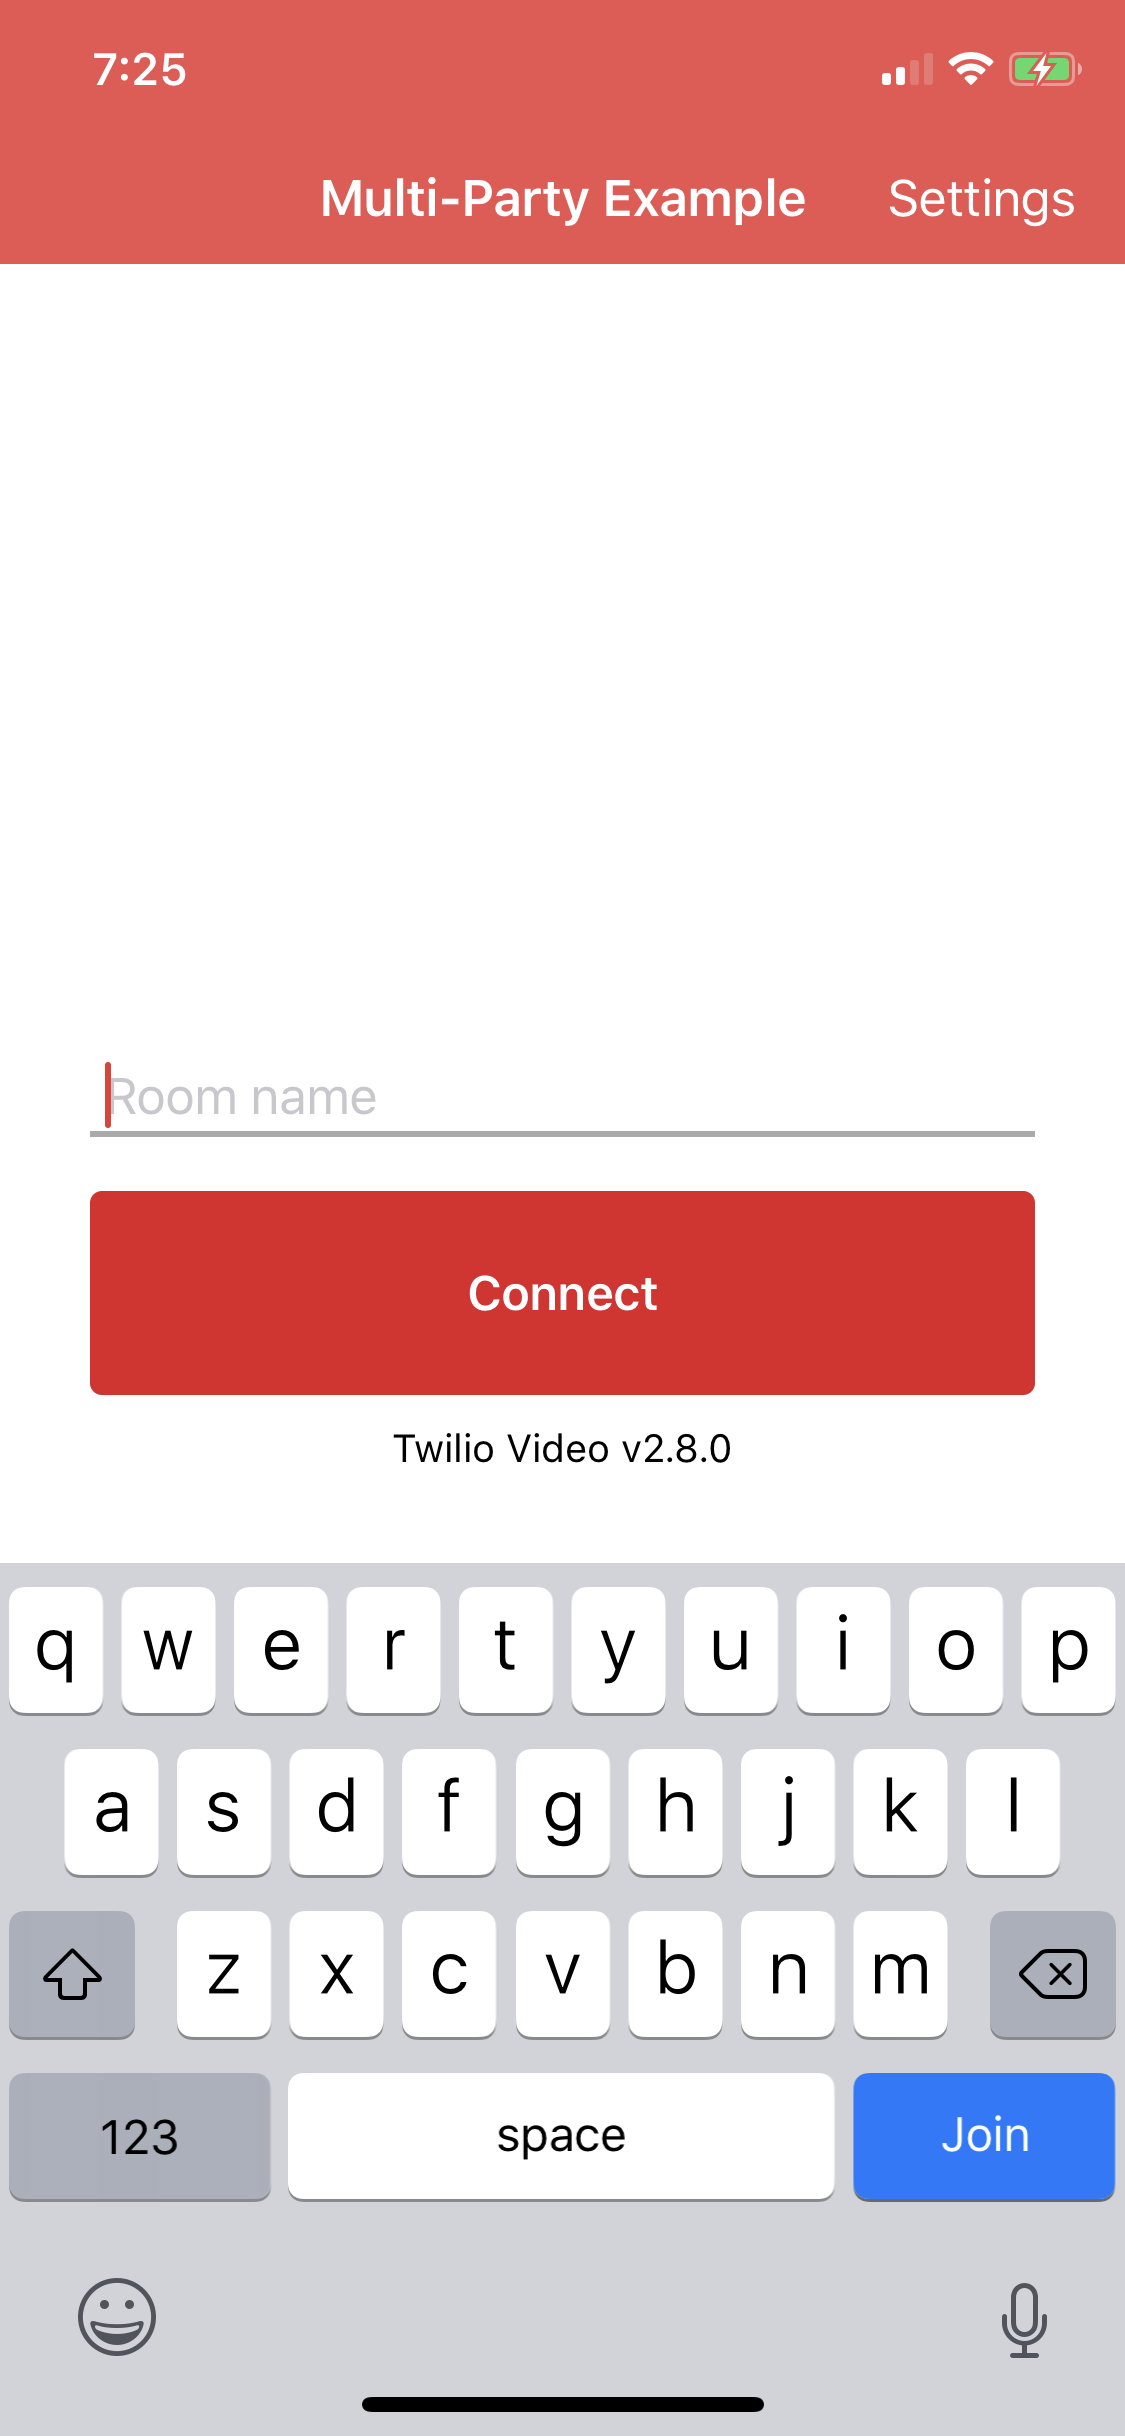 7:25
Multi-Party Example Settings
Room name
Connect
Twilio Video v2.8.0
q w e r t y u i o p
a s d f g h j k l
z x c v b n m
123 space Join